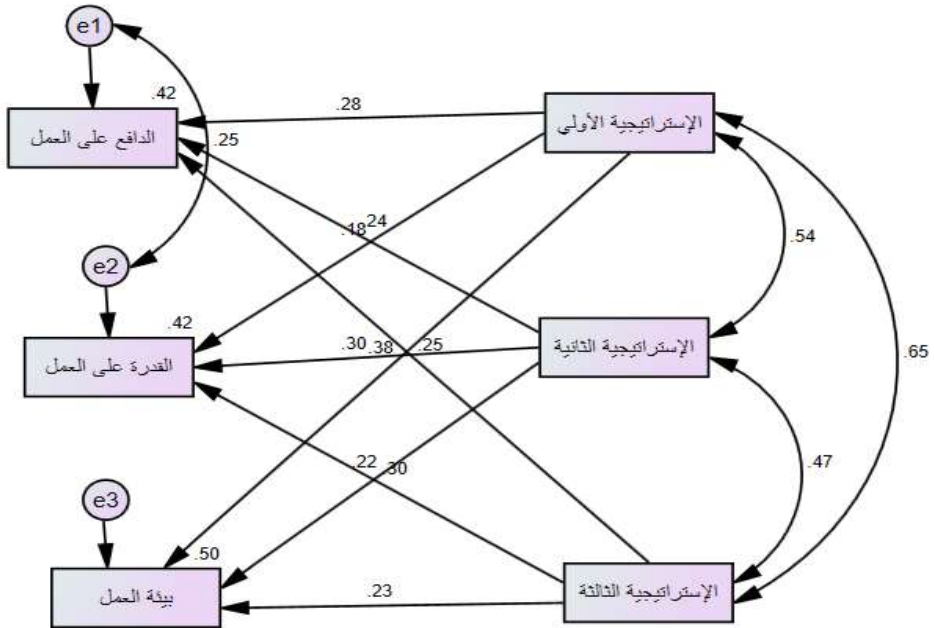 e1
.42
.28
الدافع على العمل
الإستراتيجية الأولي
.25
.18
.24
.54
e2
.42
القدرة على العمل
.30
.38
.25
الإستراتيجية الثانية
.65
.22
.30
.47
e3
.50
بيئة العمل
.23
الإستراتيجية الثالثة